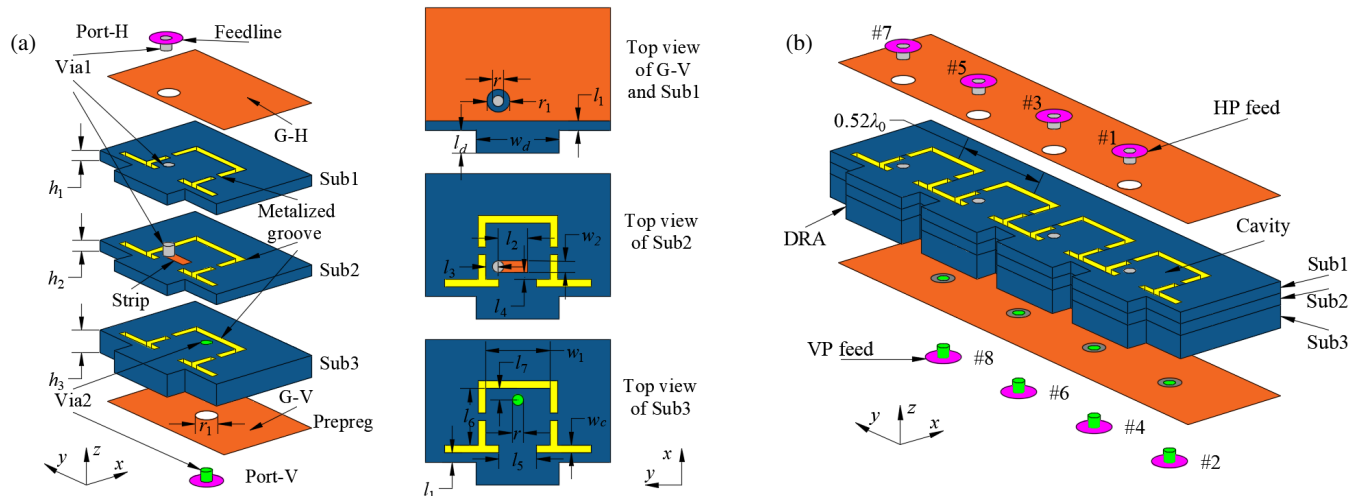 (a)
Port-H
Feedline
Via1
G-H
h₁
Sub1
Metalized
groove
h₂
Sub2
Strip
h₃
Sub3
Via2
G-V
r₁
Prepreg
y
z
x
Port-V
Top view
of G-V
and Sub1
r
r₁
l₁
l_d
w_d
Top view
of Sub2
l₂
w₂
l₃
l₄
Top view
of Sub3
w₁
l₇
l₆
r
w_c
l₅
l₁
x
y
(b)
#7
#5
#3
#1
0.52λ₀
HP feed
DRA
Cavity
Sub1
Sub2
Sub3
VP feed
#8
#6
#4
#2
y
z
x